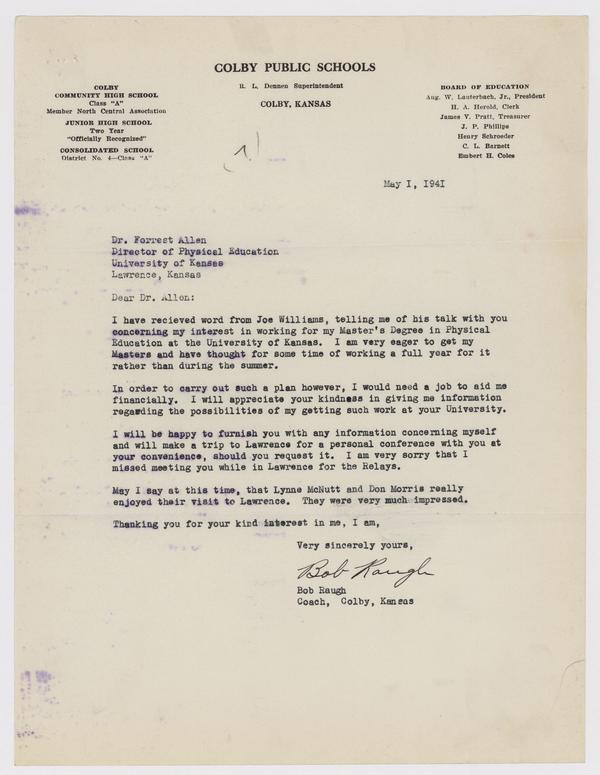 COLBY PUBLIC SCHOOLS
R. L. Dennen Superintendent
COLBY, KANSAS
COLBY
COMMUNITY HIGH SCHOOL
Class "A"
Member North Central Association
JUNIOR HIGH SCHOOL
Two Year
"Officially Recognized"
CONSOLIDATED SCHOOL
District No. 4—Class "A"
BOARD OF EDUCATION
Aug. W. Lauterbach, Jr., President
H. A. Herold, Clerk
James V. Pratt, Treasurer
J. P. Phillips
Henry Schroeder
C. L. Barnett
Embert H. Coles
May I, I94I
Dr. Forrest Allen
Director of Physical Education
University of Kansas
Lawrence, Kansas
Dear Dr. Allen:
I have recieved word from Joe Williams, telling me of his talk with you
concerning my interest in working for my Master's Degree in Physical
Education at the University of Kansas. I am very eager to get my
Masters and have thought for some time of working a full year for it
rather than during the summer.
In order to carry out such a plan however, I would need a job to aid me
financially. I will appreciate your kindness in giving me information
regarding the possibilities of my getting such work at your University.
I will be happy to furnish you with any information concerning myself
and will make a trip to Lawrence for a personal conference with you at
your convenience, should you request it. I am very sorry that I
missed meeting you while in Lawrence for the Relays.
May I say at this time, that Lynne McNutt and Don Morris really
enjoyed their visit to Lawrence. They were very much impressed.
Thanking you for your kind interest in me, I am,
Very sincerely yours,
Bob Raugh
Bob Raugh
Coach, Colby, Kansas